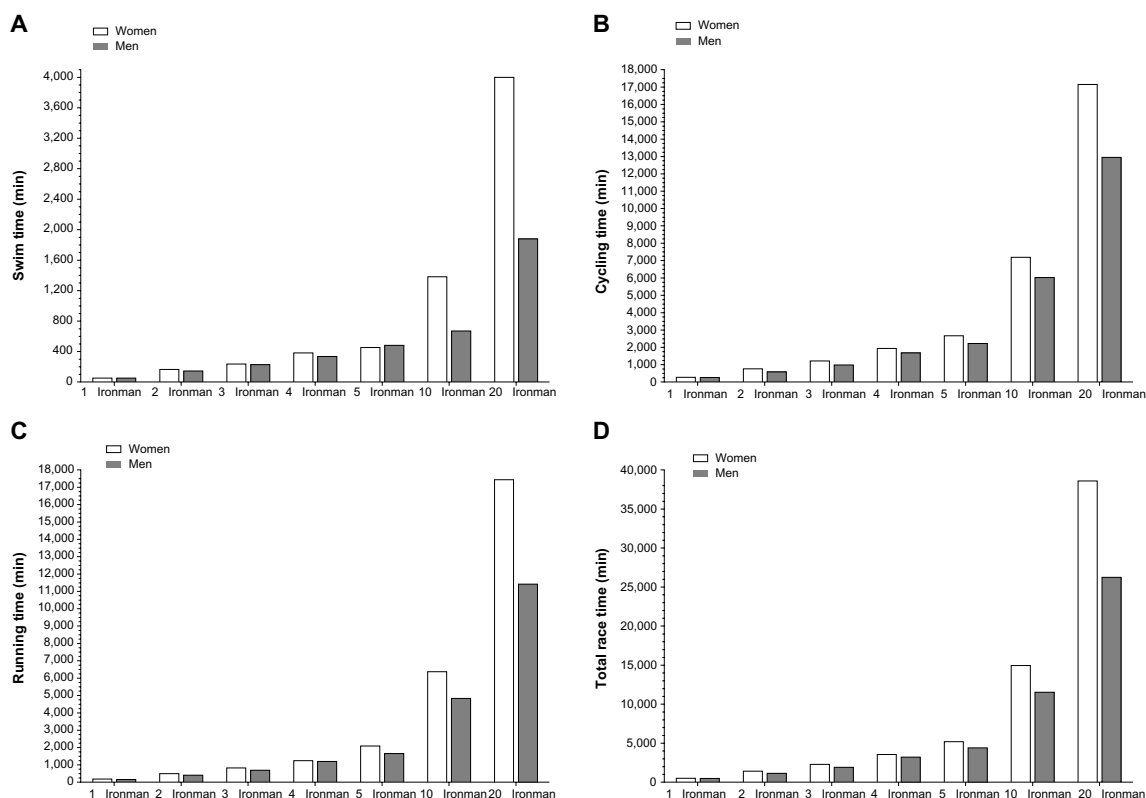 A
Women
Men
Swim time (min)
4,000
3,600
3,200
2,800
2,400
2,000
1,600
1,200
800
400
0
1 Ironman 2 Ironman 3 Ironman 4 Ironman 5 Ironman 10 Ironman 20 Ironman
B
Women
Men
Cycling time (min)
18,000
17,000
16,000
15,000
14,000
13,000
12,000
11,000
10,000
9,000
8,000
7,000
6,000
5,000
4,000
3,000
2,000
1,000
0
1 Ironman 2 Ironman 3 Ironman 4 Ironman 5 Ironman 10 Ironman 20 Ironman
C
Women
Men
Running time (min)
18,000
17,000
16,000
15,000
14,000
13,000
12,000
11,000
10,000
9,000
8,000
7,000
6,000
5,000
4,000
3,000
2,000
1,000
0
1 Ironman 2 Ironman 3 Ironman 4 Ironman 5 Ironman 10 Ironman 20 Ironman
D
Women
Men
Total race time (min)
40,000
35,000
30,000
25,000
20,000
15,000
10,000
5,000
0
1 Ironman 2 Ironman 3 Ironman 4 Ironman 5 Ironman 10 Ironman 20 Ironman